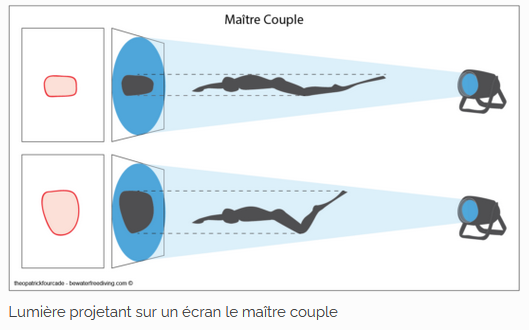 Maître Couple
theopatrickfourcade - bewaterfreediving.com ©
Lumière projetant sur un écran le maître couple